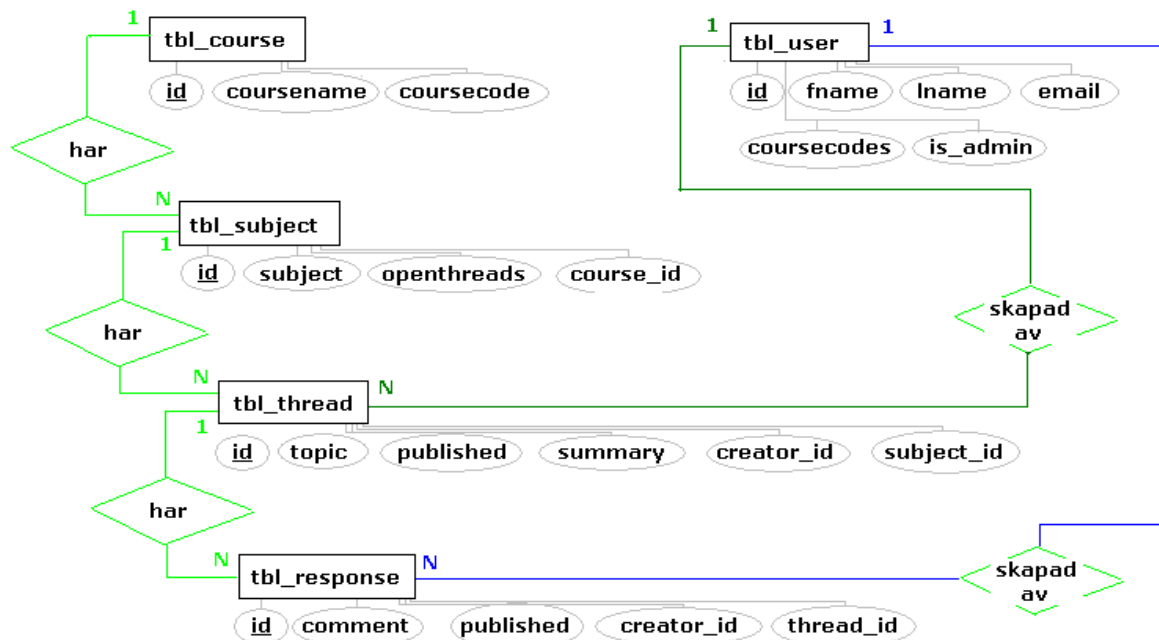 1
tbl_course
id
coursename
coursecode
har
N
1
tbl_user
1
id
fname
lname
email
coursecodes
is_admin
tbl_subject
1
id
subject
openthreads
course_id
har
skapad
av
N
tbl_thread
N
1
id
topic
published
summary
creator_id
subject_id
har
N
tbl_response
N
id
comment
published
creator_id
thread_id
skapad
av